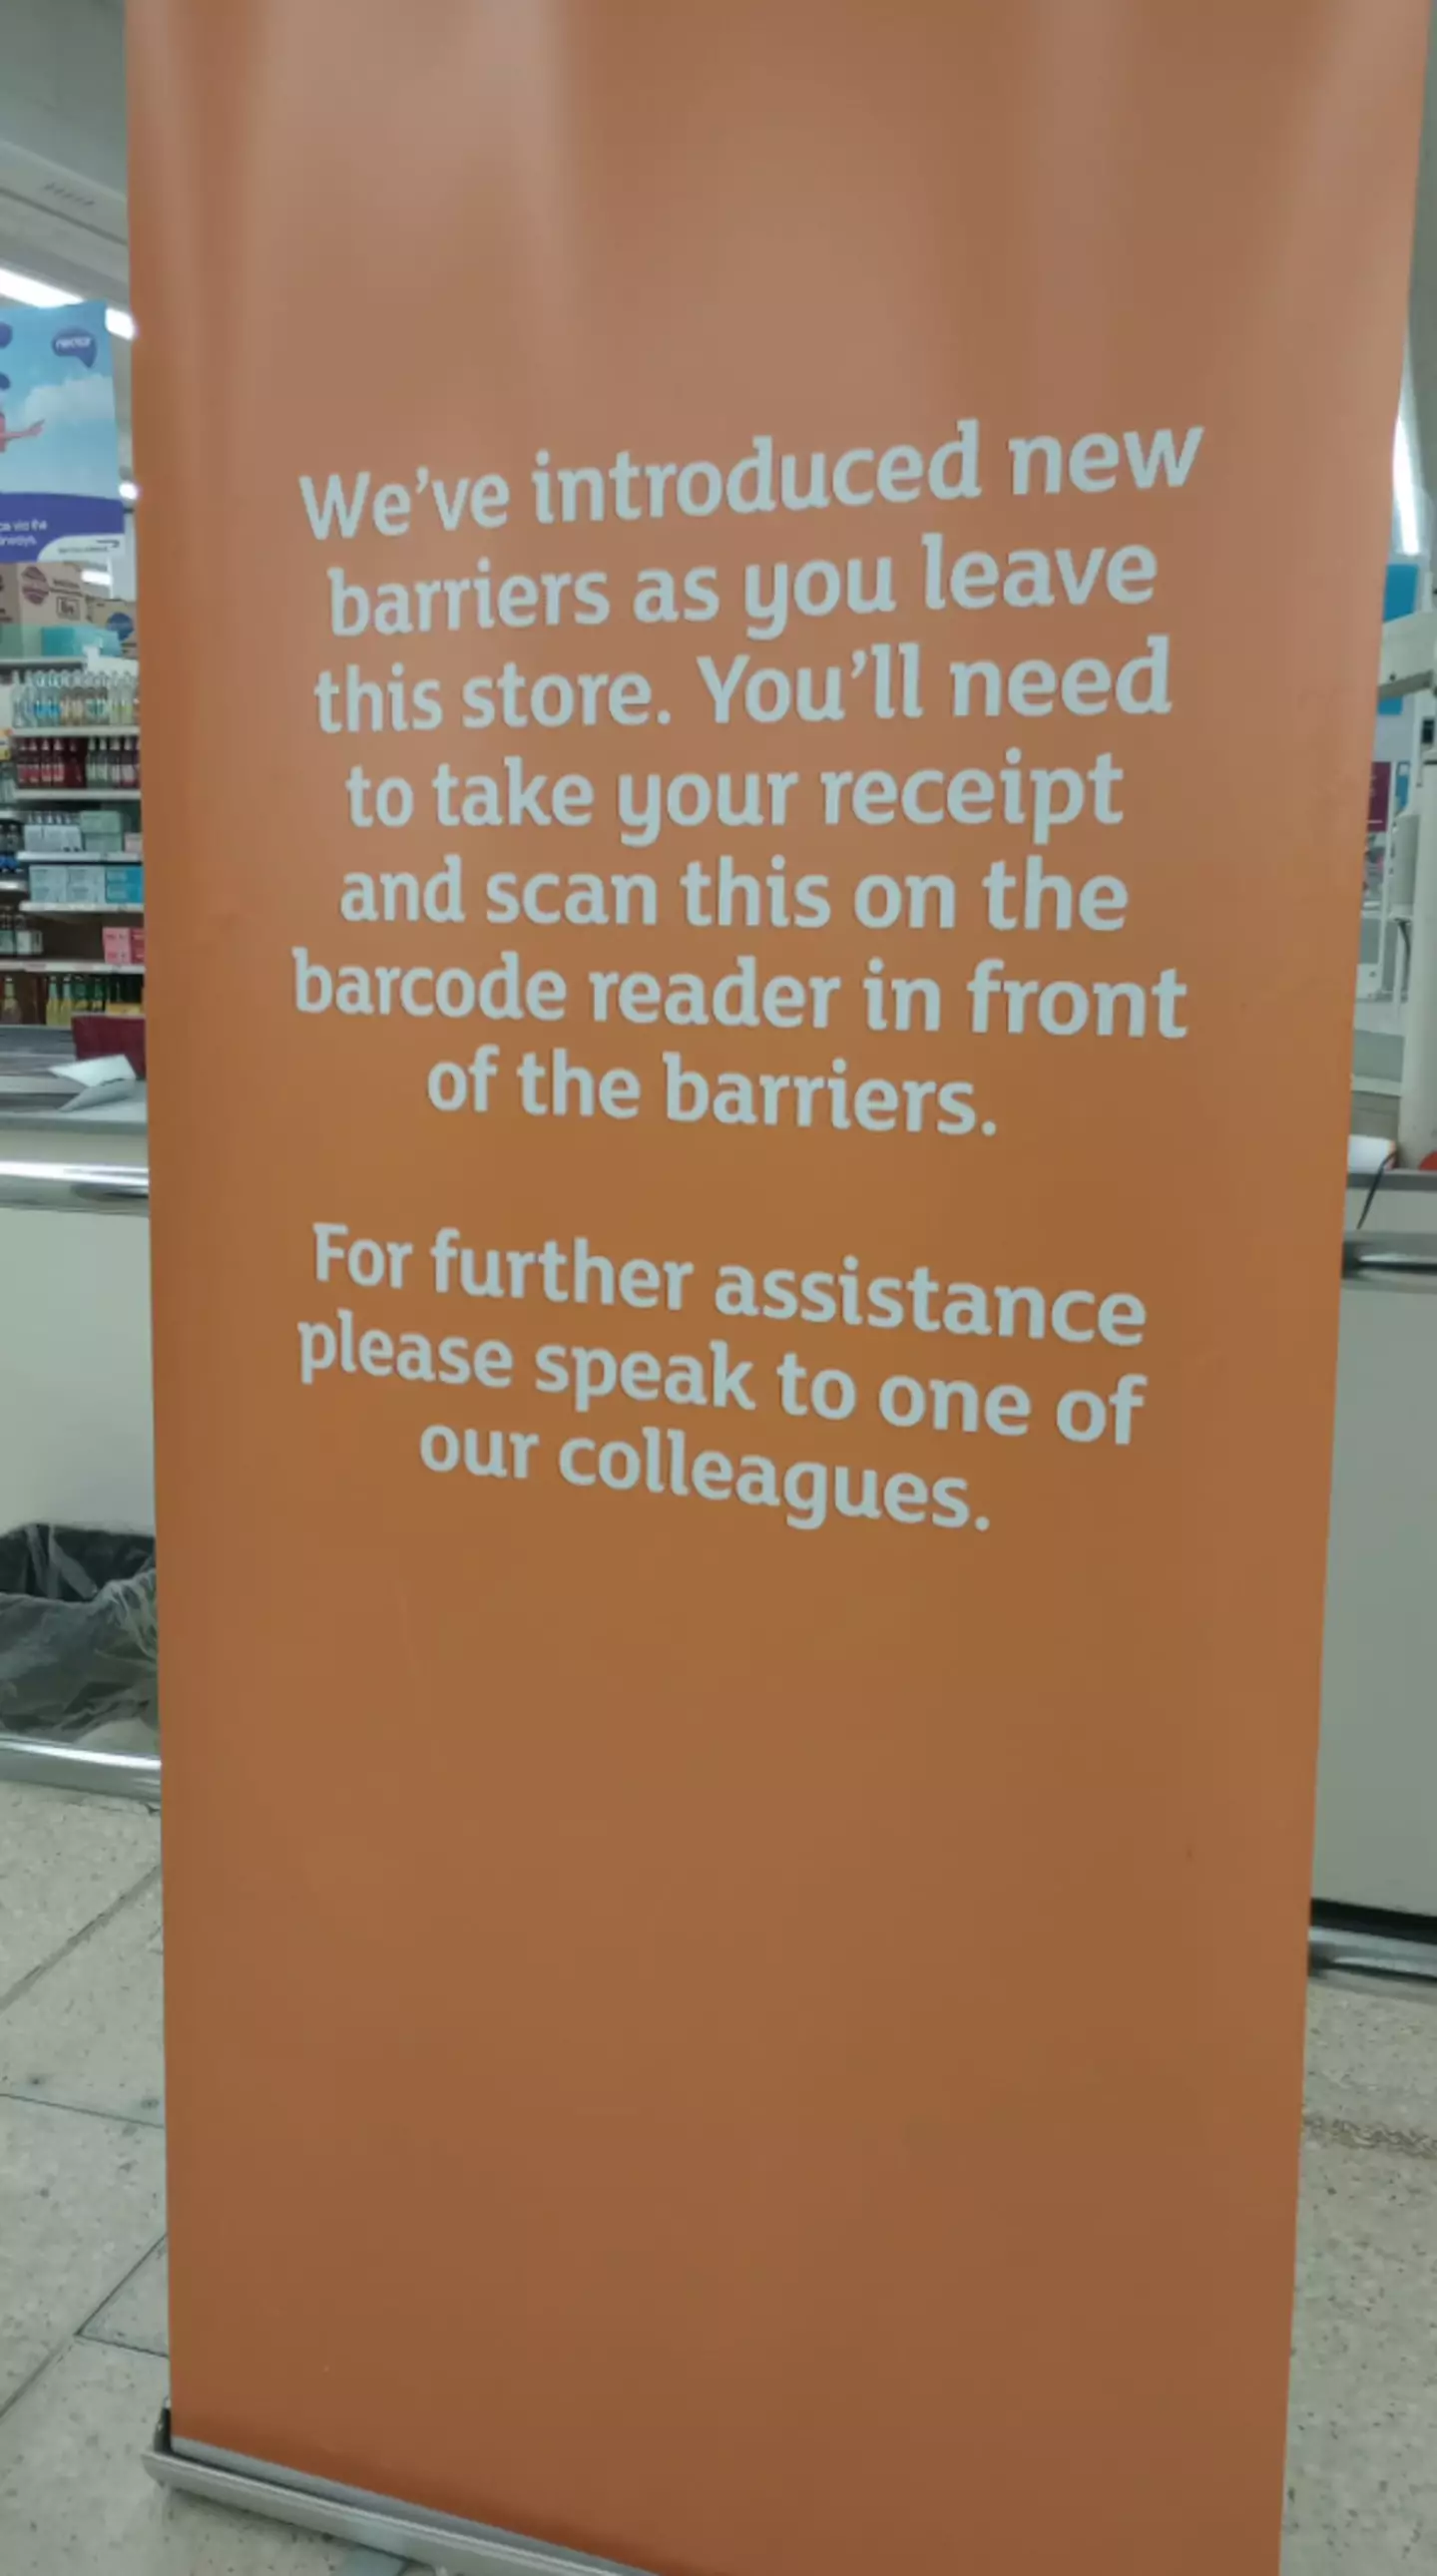 We've introduced new
barriers as you leave
this store. You'll need
to take your receipt
and scan this on the
barcode reader in front
of the barriers.
For further assistance
please speak to one of
our colleagues.
nectar